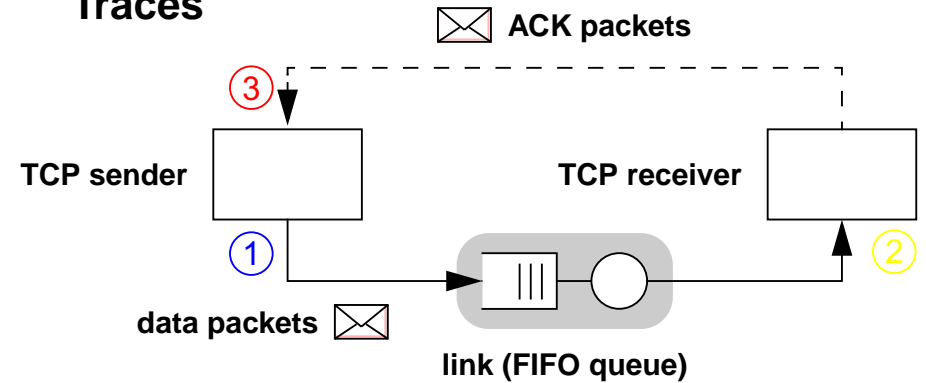 Traces
ACK packets
3
TCP sender
TCP receiver
1
2
data packets
link (FIFO queue)